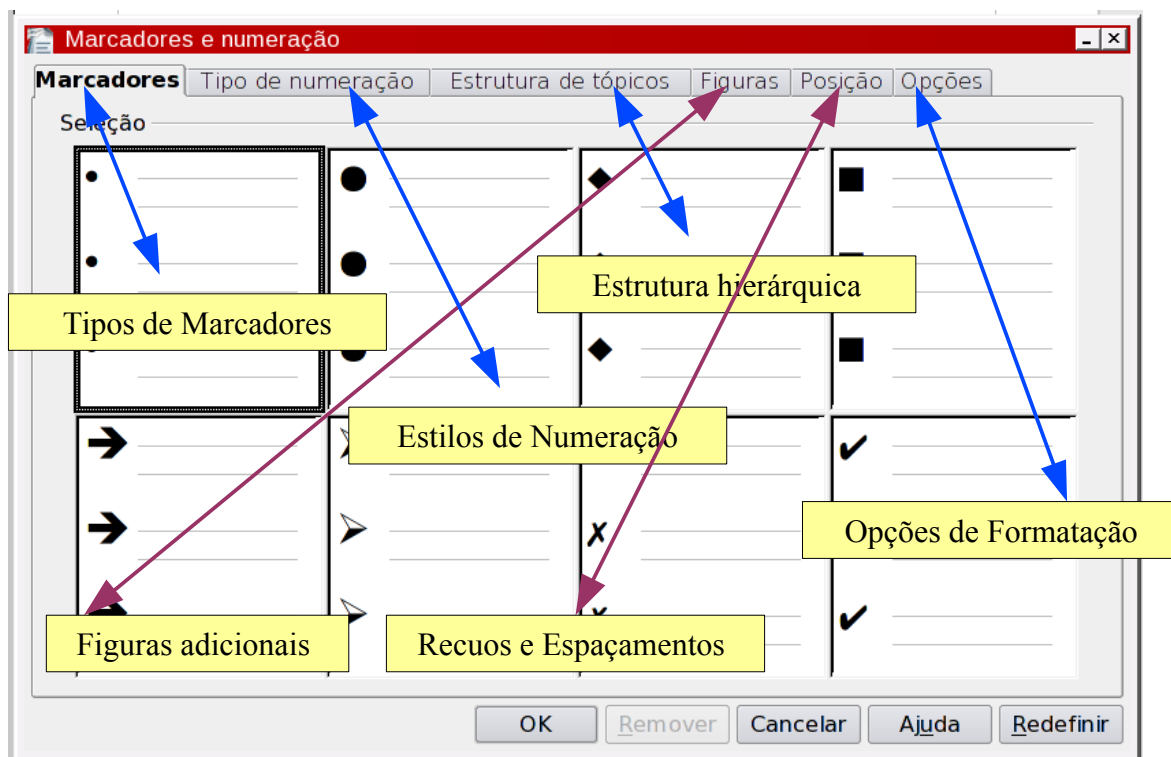 Marcadores e numeração
Marcadores
Tipo de numeração
Estrutura de tópicos
Figuras
Posição
Opções
Seleção
Estrutura hierárquica
Tipos de Marcadores
Estilos de Numeração
Opções de Formatação
Figuras adicionais
Recuos e Espaçamentos
OK
Remover
Cancelar
Ajuda
Redefinir